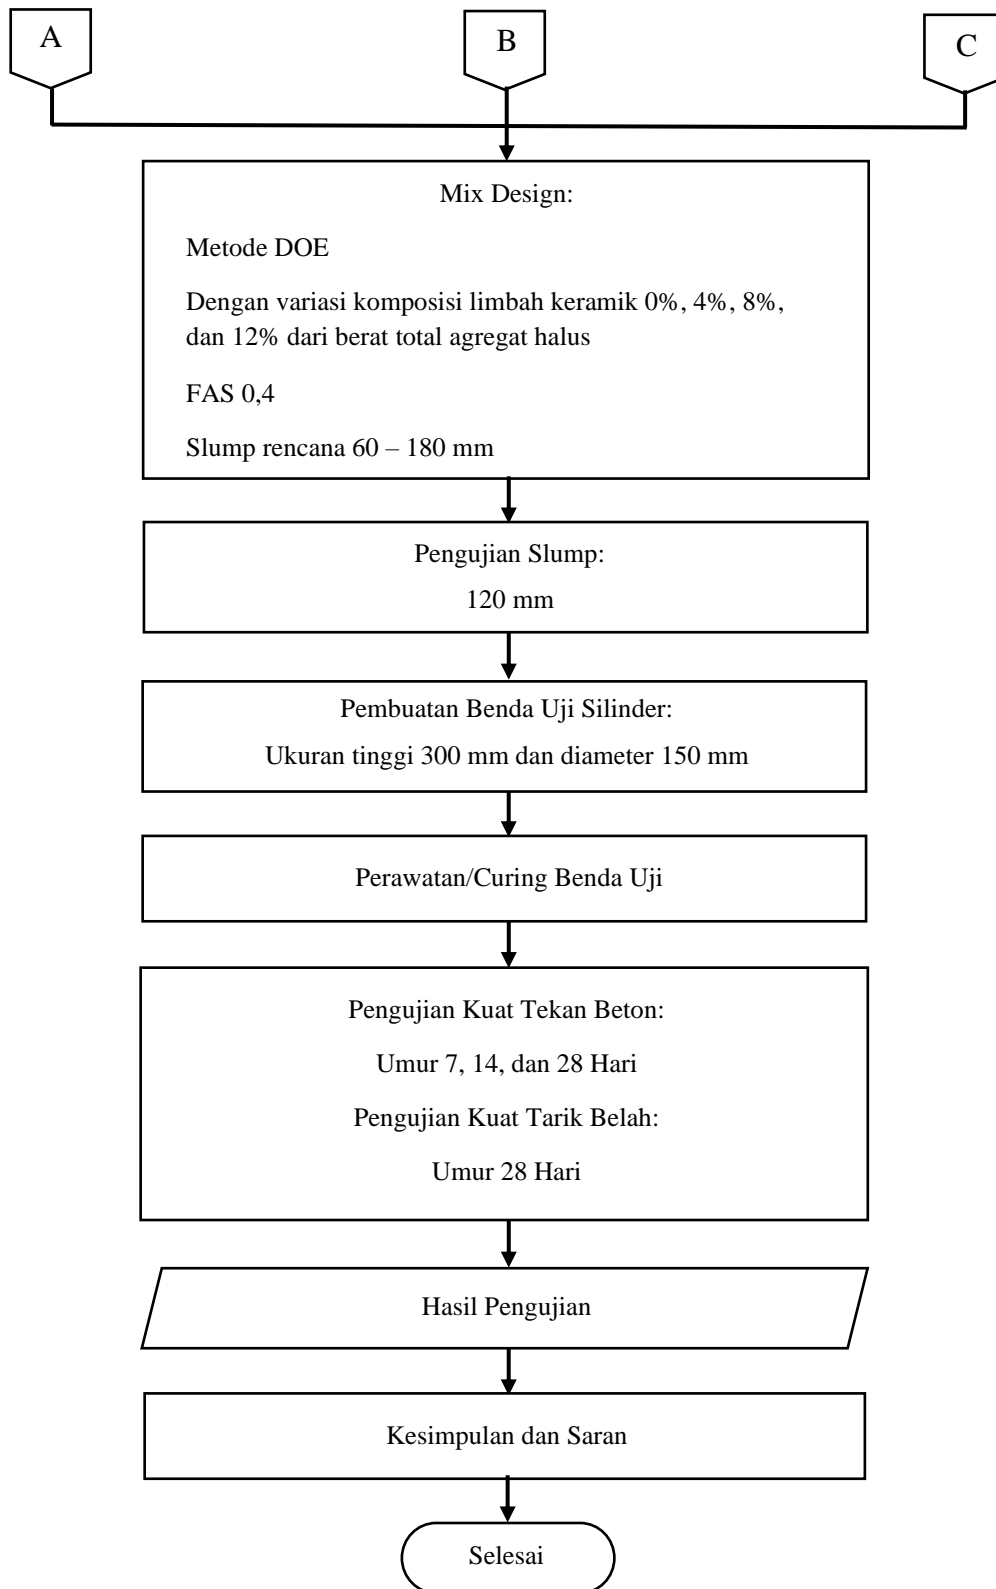 A
B
C
Mix Design:
Metode DOE
Dengan variasi komposisi limbah keramik 0%, 4%, 8%,
dan 12% dari berat total agregat halus
FAS 0,4
Slump rencana 60 – 180 mm
Pengujian Slump:
120 mm
Pembuatan Benda Uji Silinder:
Ukuran tinggi 300 mm dan diameter 150 mm
Perawatan/Curing Benda Uji
Pengujian Kuat Tekan Beton:
Umur 7, 14, dan 28 Hari
Pengujian Kuat Tarik Belah:
Umur 28 Hari
Hasil Pengujian
Kesimpulan dan Saran
Selesai